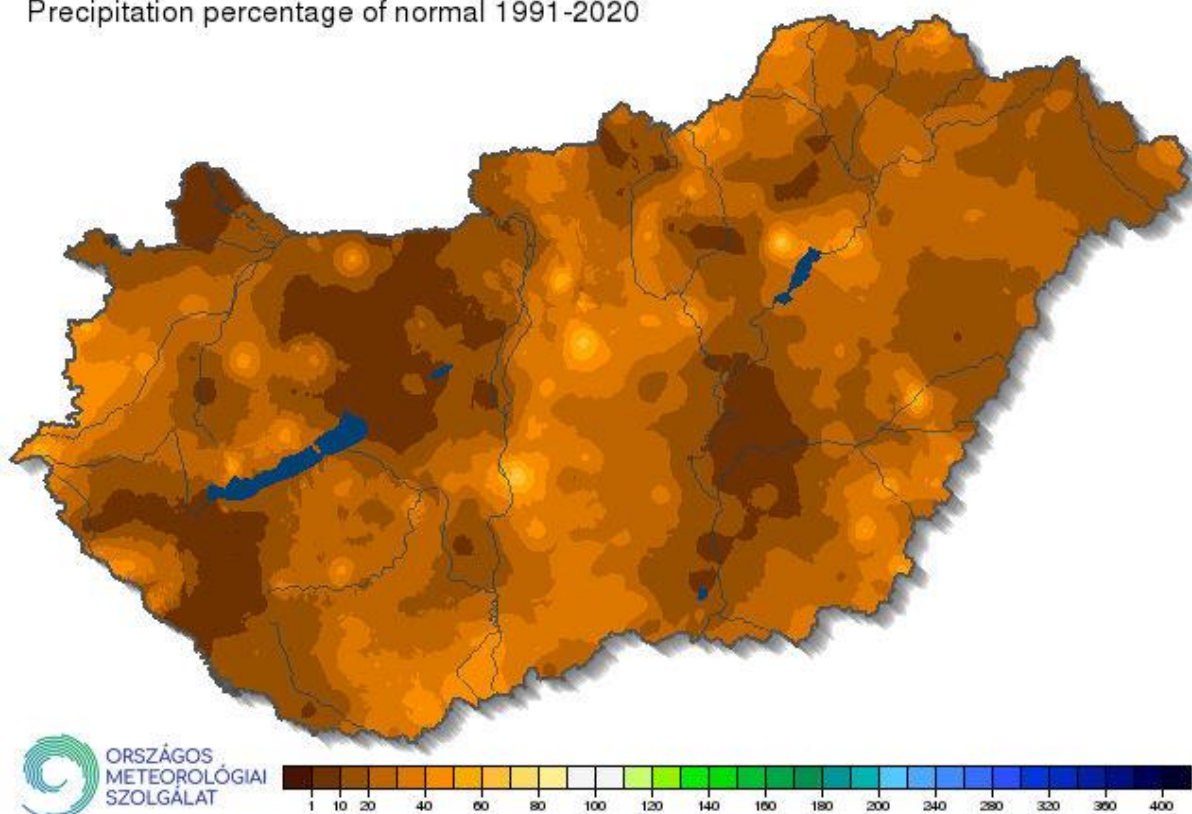 Precipitation percentage of normal 1991-2020
ORSZÁGOS
METEOROLÓGIAI
SZOLGÁLAT
1 10 20 40 60 80 100 120 140 160 180 200 240 280 320 360 400